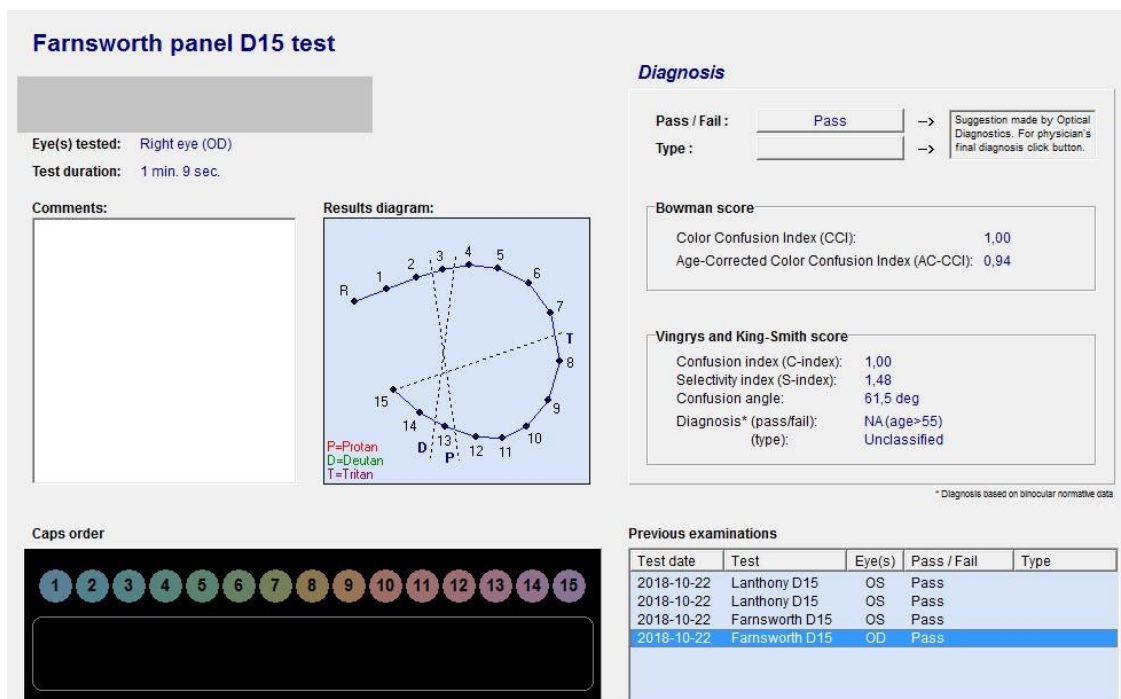 Farnsworth panel D15 test
Eye(s) tested: Right eye (OD)
Test duration: 1 min. 9 sec.
Comments:
Results diagram:
R 1 2 3 4 5 6 7 8 9 10 11 12 13 14 15
T
D P
P=Protan
D=Deutan
T=Tritan
Diagnosis
Pass / Fail : Pass -->
Type : -->
Suggestion made by Optical
Diagnostics. For physician's
final diagnosis click button.
Bowman score
Color Confusion Index (CCI): 1,00
Age-Corrected Color Confusion Index (AC-CCI): 0,94
Vingrys and King-Smith score
Confusion index (C-index): 1,00
Selectivity index (S-index): 1,48
Confusion angle: 61,5 deg
Diagnosis* (pass/fail): NA (age>55)
(type): Unclassified
* Diagnosis based on binocular normative data
Caps order
1 2 3 4 5 6 7 8 9 10 11 12 13 14 15
Previous examinations
Test date Test Eye(s) Pass / Fail Type
2018-10-22 Lanthony D15 OS Pass
2018-10-22 Lanthony D15 OS Pass
2018-10-22 Farnsworth D15 OS Pass
2018-10-22 Farnsworth D15 OD Pass